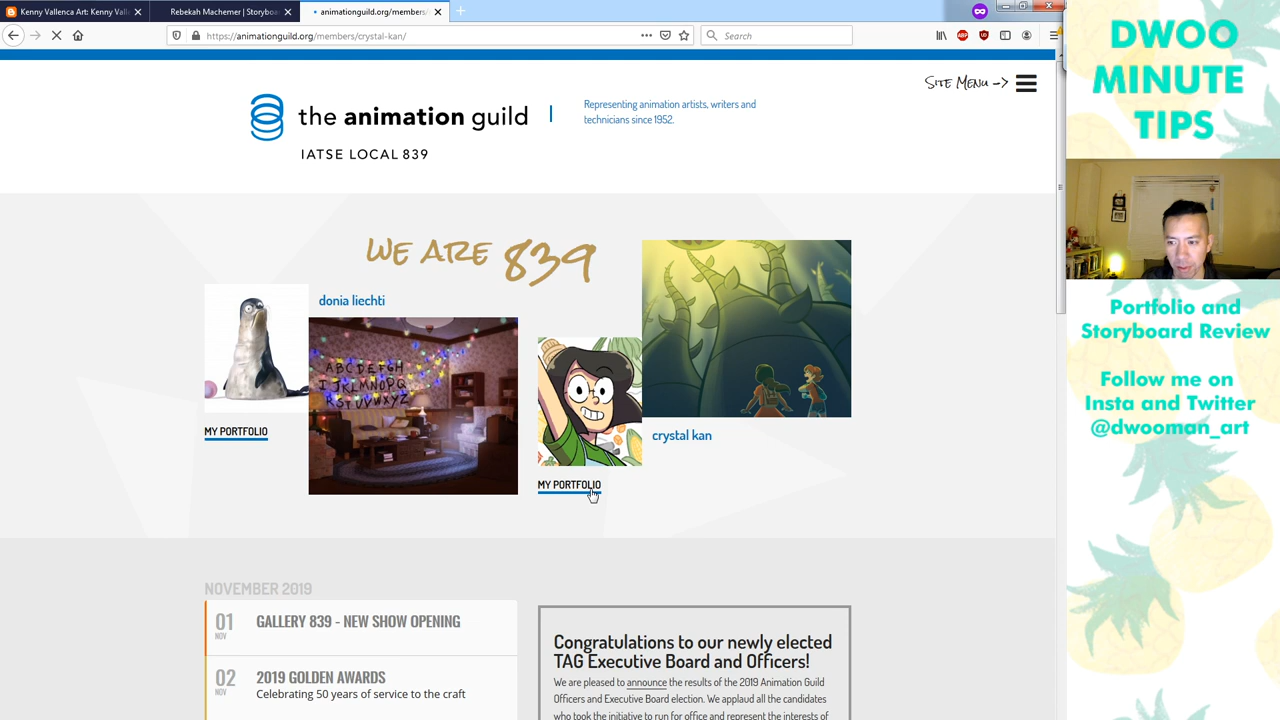 Kenny Vallenca Art: Kenny Valle
Rebekah Machemer | Storyboa
animationguild.org/members/
https://animationguild.org/members/crystal-kan/
Search
Site Menu ->
the animation guild
IATSE LOCAL 839
Representing animation artists, writers and
technicians since 1952.
WE ARE 839
donia liechti
ABCDEFGH
IJKLMNOPQ
RSTUVWXYZ
MY PORTFOLIO
crystal kan
MY PORTFOLIO
NOVEMBER 2019
01
NOV
GALLERY 839 - NEW SHOW OPENING
02
NOV
2019 GOLDEN AWARDS
Celebrating 50 years of service to the craft
Congratulations to our newly elected
TAG Executive Board and Officers!
We are pleased to announce the results of the 2019 Animation Guild
Officers and Executive Board election. We applaud all the candidates
who took the initiative to run for office and represent the interests of
DWOO
MINUTE
TIPS
Portfolio and
Storyboard Review
Follow me on
Insta and Twitter
@dwooman_art